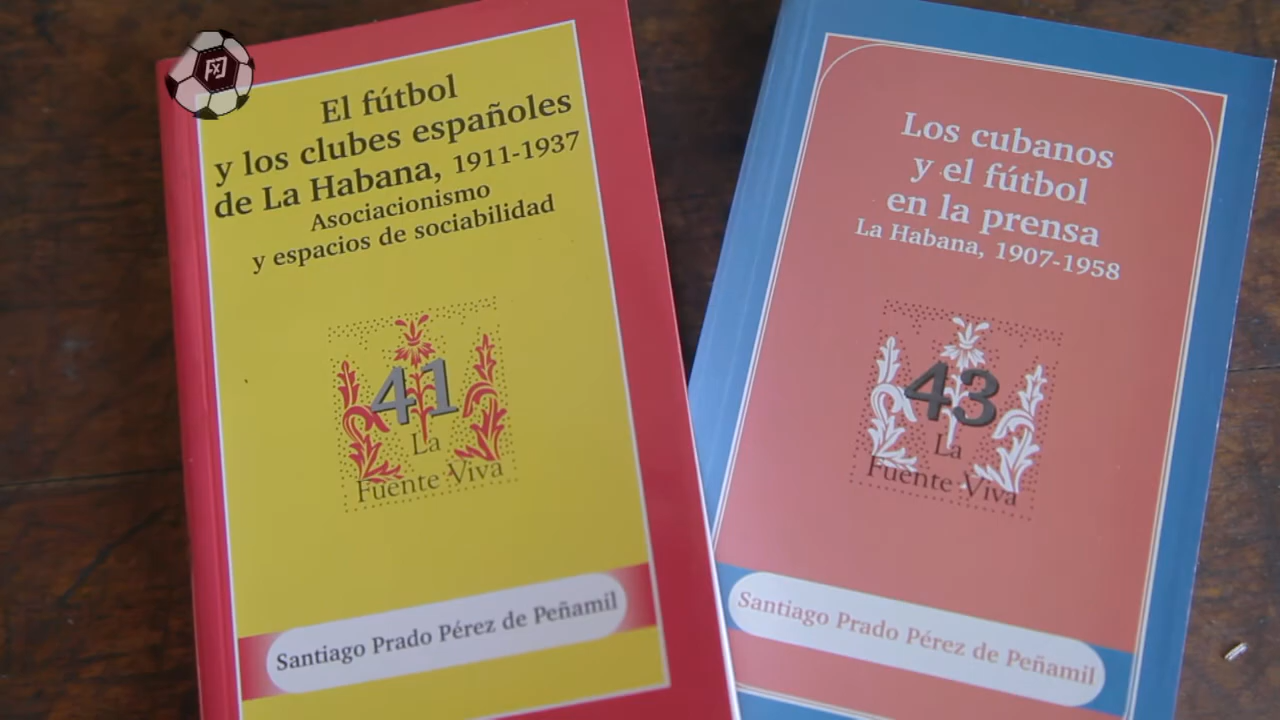 El fútbol
y los clubes españoles
de La Habana, 1911-1937
Asociacionismo
y espacios de sociabilidad
41
La
Fuente Viva
Santiago Prado Pérez de Peñamil
Los cubanos
y el fútbol
en la prensa
La Habana, 1907-1958
43
La
Fuente Viva
Santiago Prado Pérez de Peñamil